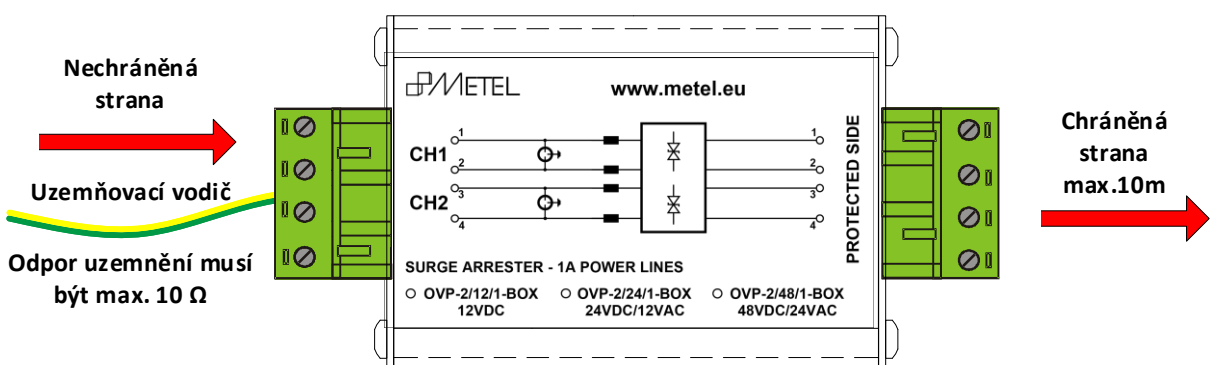 Nechráněná
strana
Uzemňovací vodič
Odpor uzemnění musí
být max. 10 Ω
METEL
www.metel.eu
CH1
1
2
CH2
3
4
1
2
3
4
PROTECTED SIDE
SURGE ARRESTER - 1A POWER LINES
OVP-2/12/1-BOX
12VDC
OVP-2/24/1-BOX
24VDC/12VAC
OVP-2/48/1-BOX
48VDC/24VAC
Chráněná
strana
max.10m